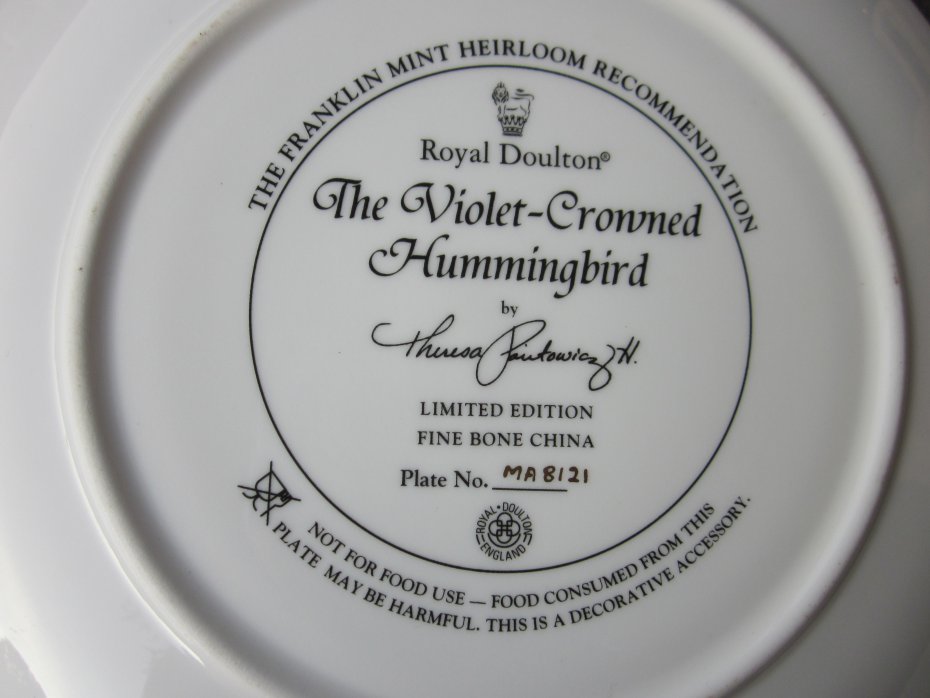 THE FRANKLIN MINT HEIRLOOM RECOMMENDATION
Royal Doulton®
The Violet-Crowned
Hummingbird
by
Theresa Pantowicz H.
LIMITED EDITION
FINE BONE CHINA
Plate No. MA8121
ROYAL • DOULTON
ENGLAND
NOT FOR FOOD USE — FOOD CONSUMED FROM THIS
PLATE MAY BE HARMFUL. THIS IS A DECORATIVE ACCESSORY.